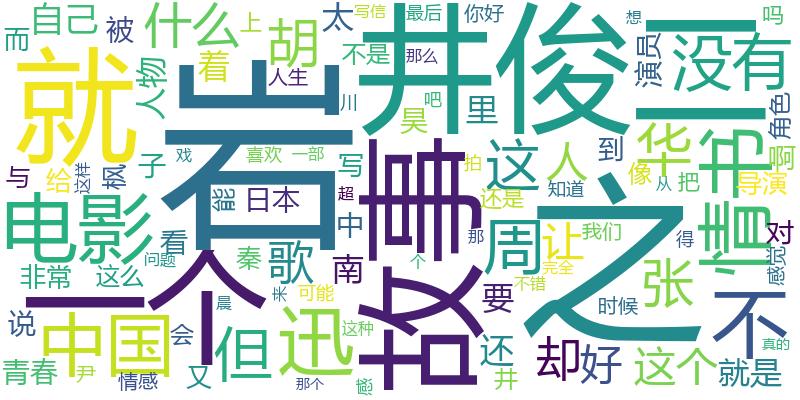 而
自己
什么
上
胡
太
写信
最后
你好
井俊一
想
没有
吗
就
岩
被
着
不是
那么
演员
人物
人生
川
吧
里
昊
华
情书
角色
与
给
这样
枫
子
戏
喜欢
一部
写
故事
这
人
到
啊
能
日本
超
拍
还是
知道
之
像
从
把
导演
电影
看
中
周
让
我们
那
得
对
非常
这么
问题
秦
歌
南
个
完全
不错
时候
张
不
感觉
一个
说
中国
会
晨
来
可能
迅
要
还
却
好
这个
就是
真的
青春
尹
情感
又
但
那个
这种
您
井